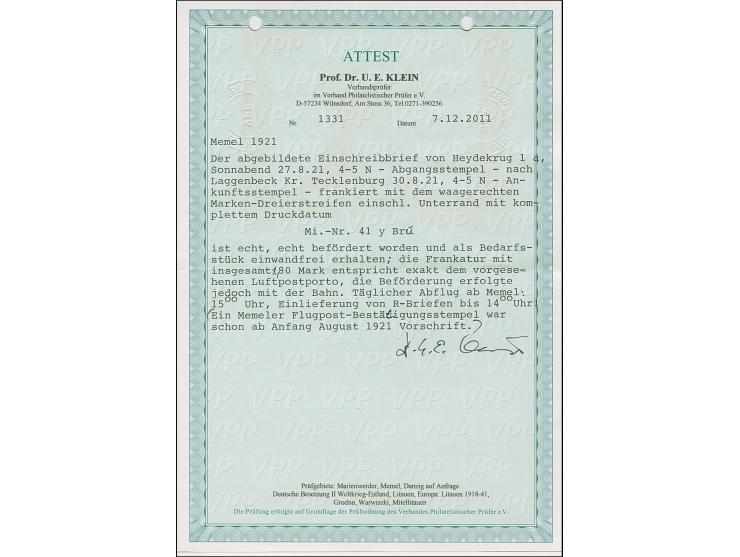 ATTEST
Prof. Dr. U. E. KLEIN
Verbandsprüfer
im Verband Philatelistischer Prüfer e.V.
D-57234 Wilnsdorf, Am Stoss 36, Tel.0271-390256
Nr. 1331 Datum 7.12.2011
Memel 1921
Der abgebildete Einschreibbrief von Heydekrug 1 a,
Sonnabend 27.8.21, 4-5 N - Abgangsstempel - nach
Laggenbeck Kr. Tecklenburg 30.8.21, 4-5 N - An-
kunftsstempel - frankiert mit dem waagerechten
Marken-Dreierstreifen einschl. Unterrand mit kom-
plettem Druckdatum
Mi.-Nr. 41 y Brü
ist echt, echt befördert worden und als Bedarfs-
stück einwandfrei erhalten; die Frankatur mit
insgesamt 1,80 Mark entspricht exakt dem vorgese-
henen Luftpostporto, die Beförderung erfolgte
jedoch mit der Bahn. Täglicher Abflug ab Memel:
15⁰⁰ Uhr, Einlieferung von R-Briefen bis 14⁰⁰ Uhr!
(Ein Memeler Flugpost-Bestätigungsstempel war
schon ab Anfang August 1921 Vorschrift.)
Prüfgebiete: Marienwerder, Memel, Danzig auf Anfrage
Deutsche Besetzung II Weltkrieg-Estland, Litauen, Europa: Litauen 1918-41,
Grodno, Warwiszki, Mittellitauen
Die Prüfung erfolgte auf Grundlage der Prüfordnung des Verbandes Philatelistischer Prüfer e.V.